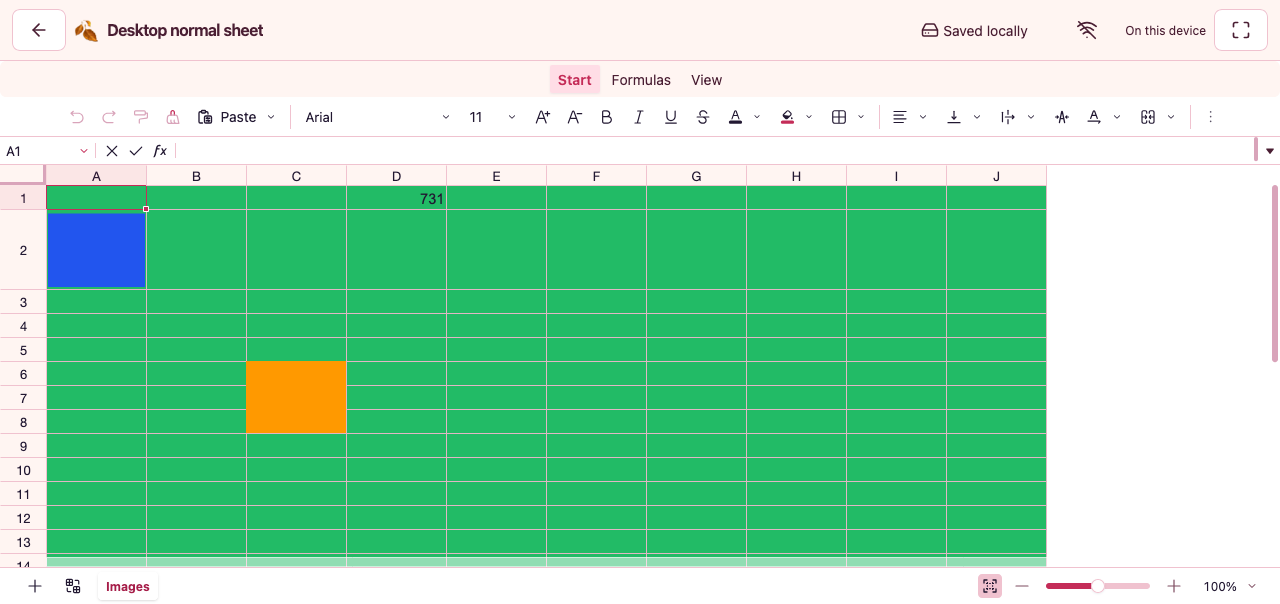 Desktop normal sheet
Saved locally
On this device
Start Formulas View
Paste Arial 11
A1 fx
A B C D E F G H I J
1 731
2
3
4
5
6
7
8
9
10
11
12
13
14
Images 100%